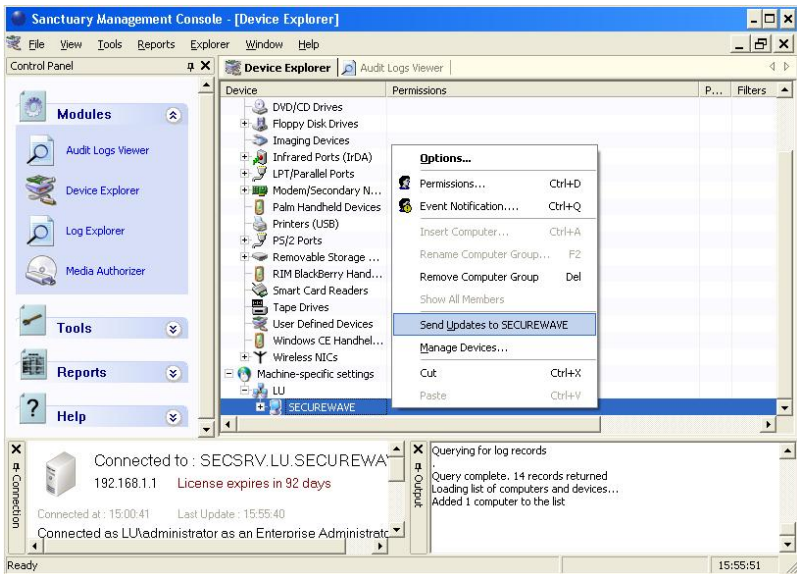 Sanctuary Management Console - [Device Explorer]
File View Tools Reports Explorer Window Help
Control Panel
Modules
Audit Logs Viewer
Device Explorer
Log Explorer
Media Authorizer
Tools
Reports
Help
Device Explorer Audit Logs Viewer
Device Permissions P... Filters
DVD/CD Drives
Floppy Disk Drives
Imaging Devices
Infrared Ports (IrDA)
LPT/Parallel Ports
Modem/Secondary N...
Palm Handheld Devices
Printers (USB)
PS/2 Ports
Removable Storage ...
RIM BlackBerry Hand...
Smart Card Readers
Tape Drives
User Defined Devices
Windows CE Handhel...
Wireless NICs
Machine-specific settings
LU
SECUREWAVE
Options...
Permissions... Ctrl+D
Event Notification.... Ctrl+Q
Insert Computer... Ctrl+A
Rename Computer Group... F2
Remove Computer Group Del
Show All Members
Send Updates to SECUREWAVE
Manage Devices...
Cut Ctrl+X
Paste Ctrl+V
Connection
Connected to : SECSRV.LU.SECUREWA
192.168.1.1 License expires in 92 days
Connected at : 15:00:41 Last Update : 15:55:40
Connected as LU\administrator as an Enterprise Administratc
Output
Querying for log records
.
Query complete. 14 records returned
Loading list of computers and devices...
Added 1 computer to the list
Ready 15:55:51